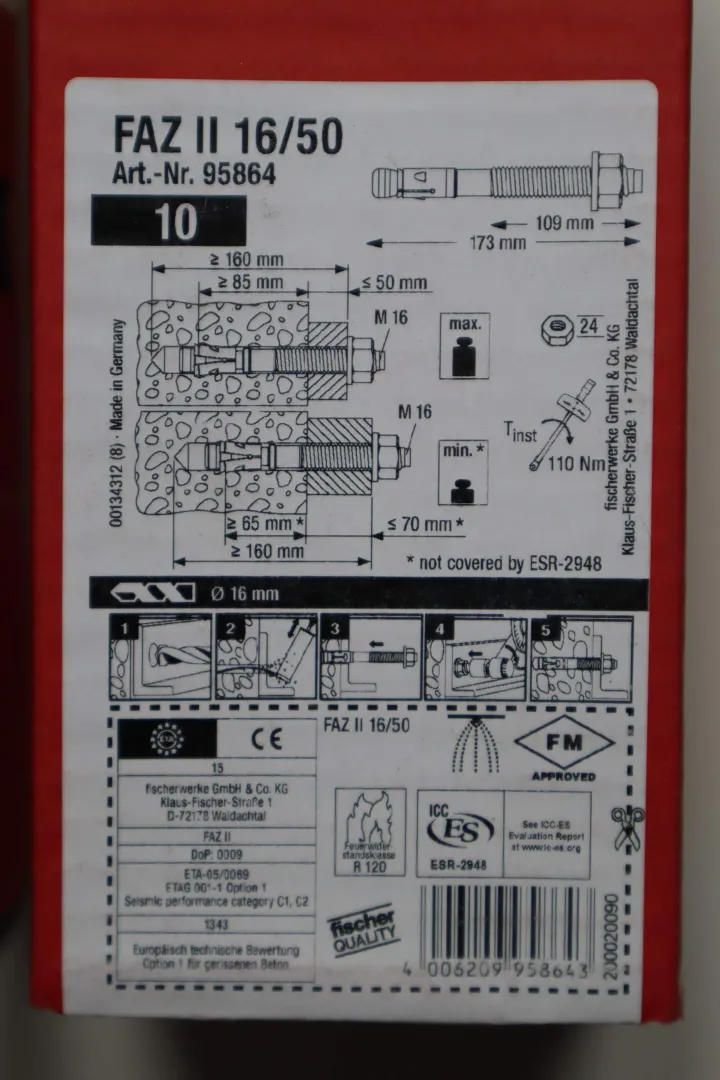 FAZ II 16/50
Art.-Nr. 95864
10
109 mm
173 mm
≥ 160 mm
≥ 85 mm
≤ 50 mm
M 16
max.
24
M 16
min. *
Tinst
110 Nm
≥ 65 mm *
≤ 70 mm *
≥ 160 mm
* not covered by ESR-2948
00134312 (8) · Made in Germany
fischerwerke GmbH & Co. KG
Klaus-Fischer-Straße 1 • 72178 Waldachtal
Ø 16 mm
1
2
3
4
5
ETA
CE
15
fischerwerke GmbH & Co. KG
Klaus-Fischer-Straße 1
D-72178 Waldachtal
FAZ II
DoP: 0009
ETA-05/0069
ETAG 001-1 Option 1
Seismic performance category C1, C2
1343
Europäisch technische Bewertung
Option 1 für gerissenen Beton
FAZ II 16/50
FM
APPROVED
Feuerwider-
standsklasse
R 120
ICC
ES
ESR-2948
See ICC-ES
Evaluation Report
at www.icc-es.org
fischer
QUALITY
4 006209 958643
200020090